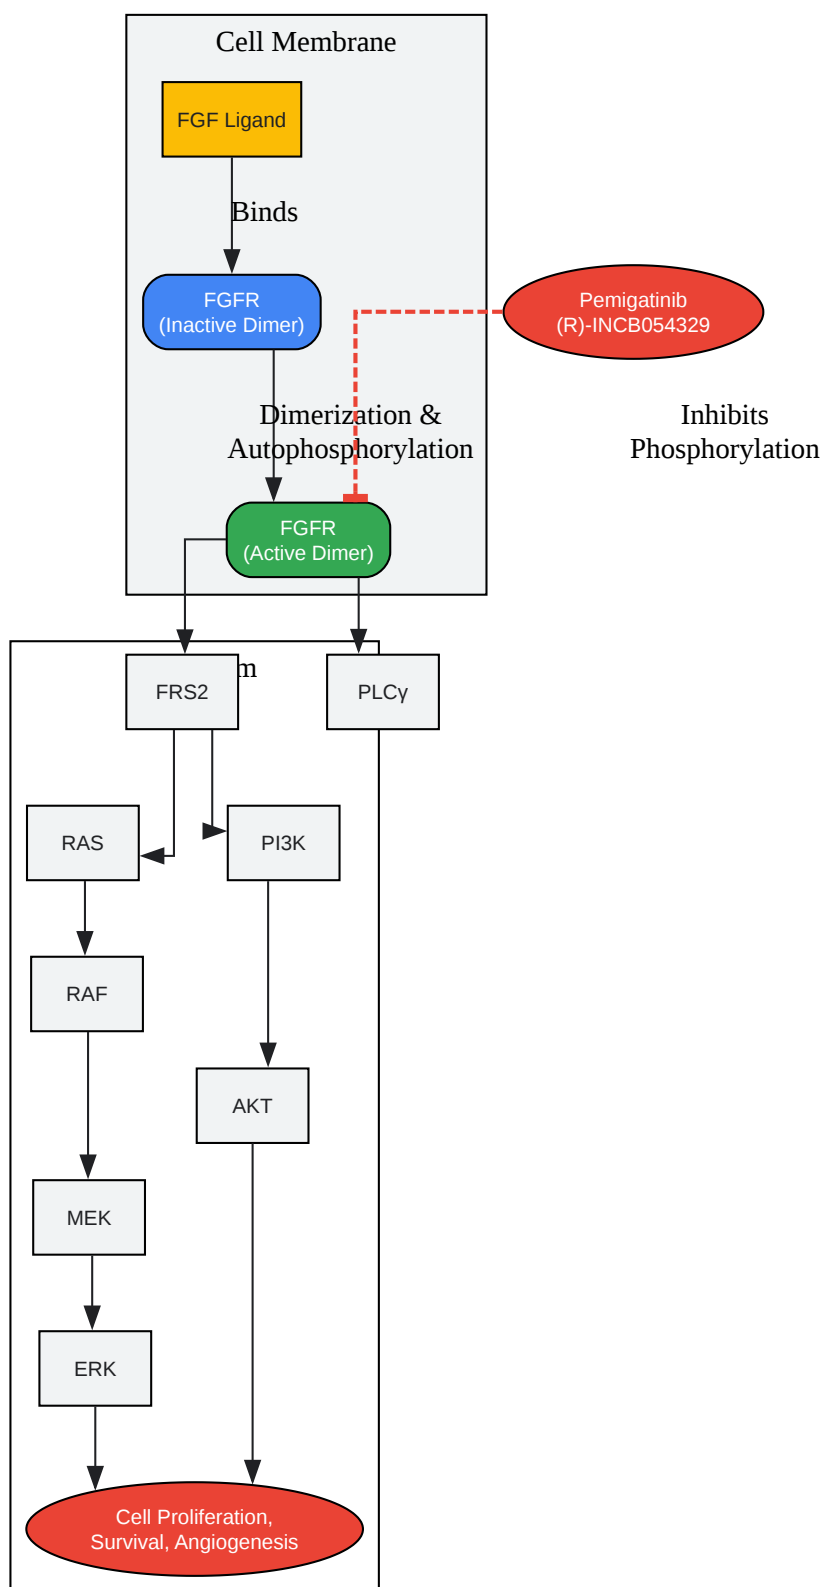 Cell Membrane
FGF Ligand
Binds
FGFR
(Inactive Dimer)
Pemigatinib
(R)-INCB054329
Dimerization &
Autophosphorylation
Inhibits
Phosphorylation
FGFR
(Active Dimer)
FRS2
PLCγ
RAS
PI3K
RAF
AKT
MEK
ERK
Cell Proliferation,
Survival, Angiogenesis